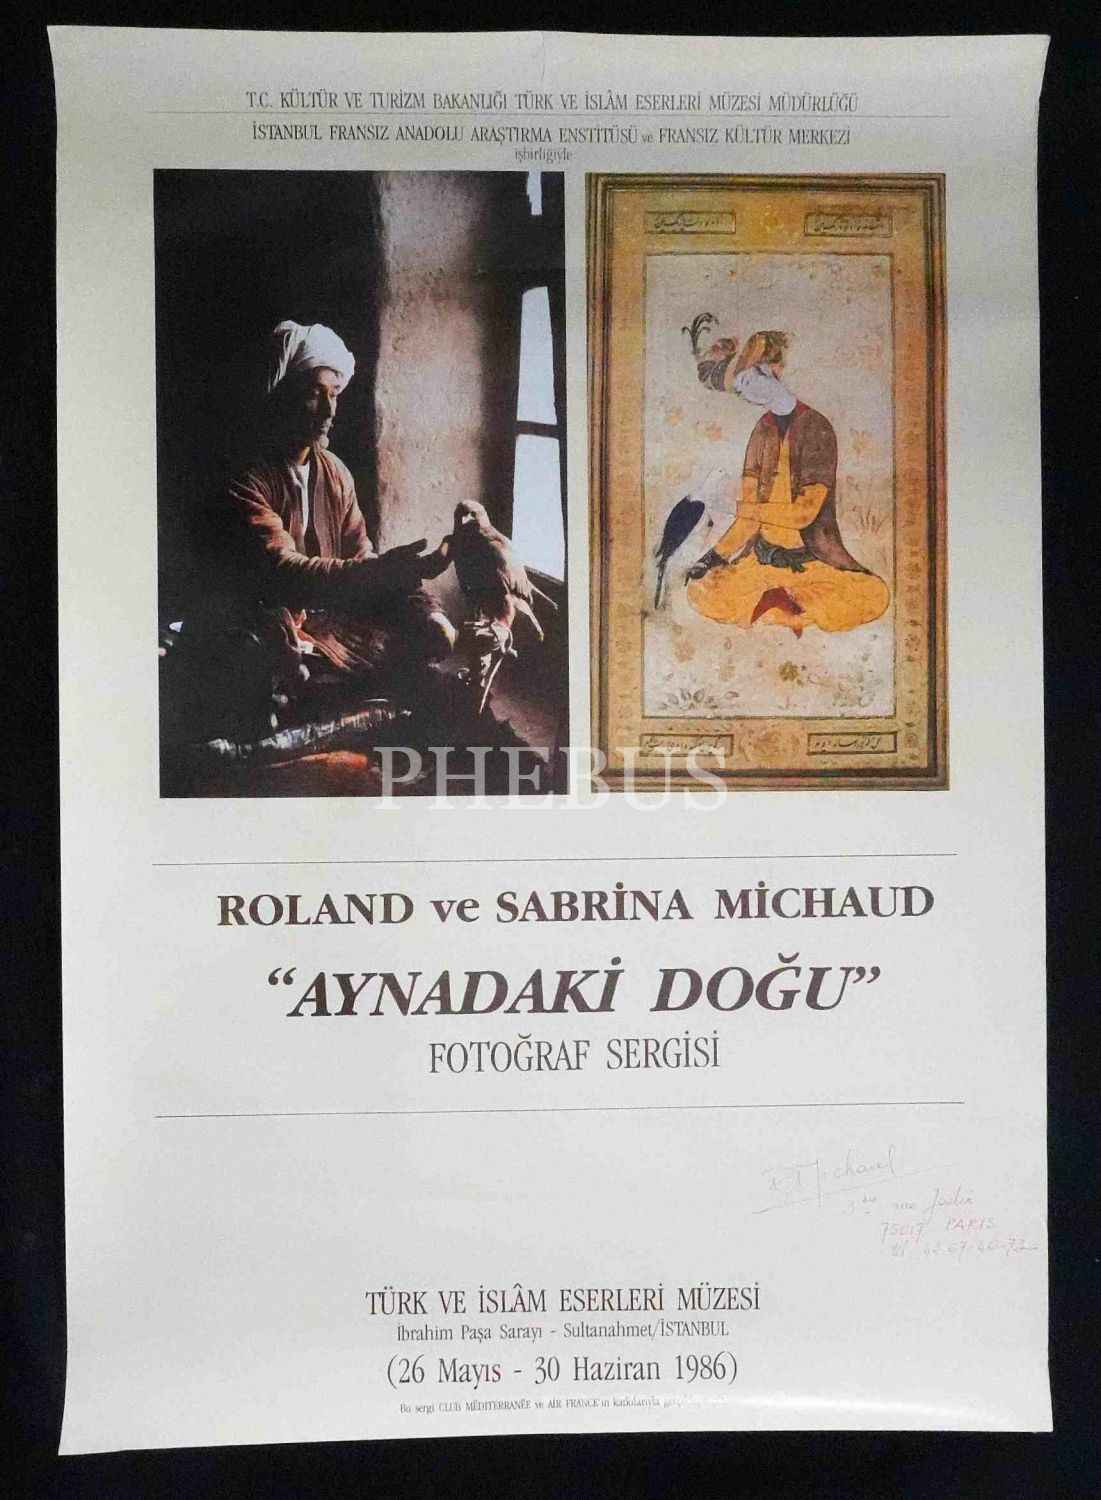 T.C. KÜLTÜR VE TURİZM BAKANLIĞI TÜRK VE İSLÂM ESERLERİ MÜZESİ MÜDÜRLÜĞÜ
İSTANBUL FRANSIZ ANADOLU ARAŞTIRMA ENSTİTÜSÜ ve FRANSIZ KÜLTÜR MERKEZİ
işbirliğiyle
PHEBUS
ROLAND ve SABRİNA MİCHAUD
“AYNADAKİ DOĞU”
FOTOĞRAF SERGİSİ
Michaud
75017 PARIS
TÜRK VE İSLÂM ESERLERİ MÜZESİ
İbrahim Paşa Sarayı - Sultanahmet/İSTANBUL
(26 Mayıs - 30 Haziran 1986)
Bu sergi CLUB MÉDITERRANÉE ve AIR FRANCE'ın katkılarıyla